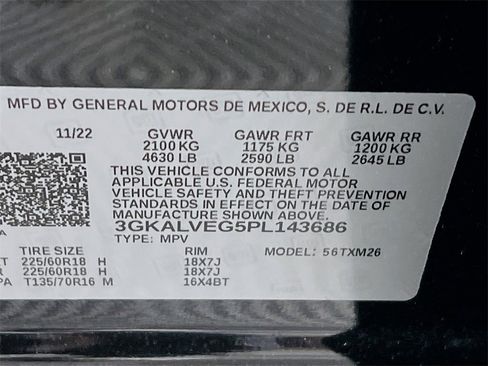 MFD BY GENERAL MOTORS DE MEXICO, S. DE R.L. DE C.V.
11/22 GVWR GAWR FRT GAWR RR
2100 KG 1175 KG 1200 KG
4630 LB 2590 LB 2645 LB
THIS VEHICLE CONFORMS TO ALL
APPLICABLE U.S. FEDERAL MOTOR
VEHICLE SAFETY AND THEFT PREVENTION
STANDARDS IN EFFECT ON THE DATE OF
MANUFACTURE SHOWN ABOVE.
3GKALVEG5PL143686
TYPE: MPV MODEL: 56TXM26
TIRE SIZE RIM
225/60R18 H 18X7J
225/60R18 H 18X7J
T135/70R16 M 16X4BT